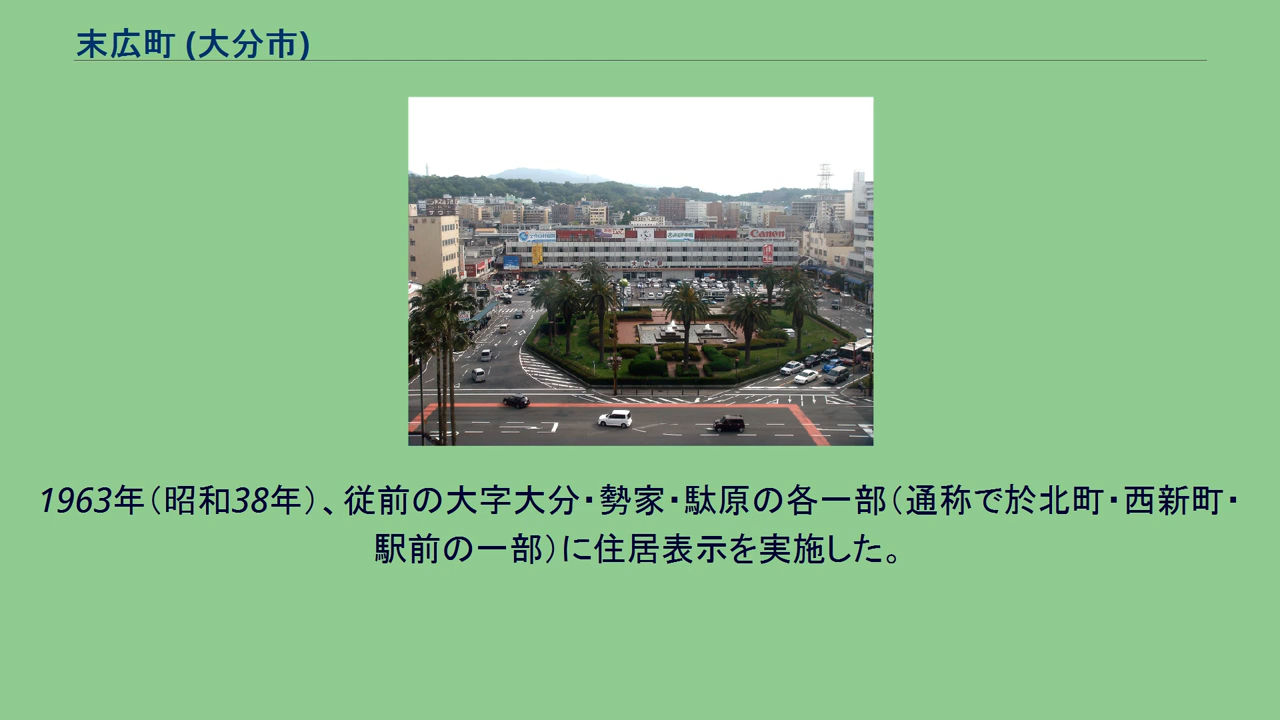 末広町 (大分市)
Canon
1963年（昭和38年）、従前の大字大分・勢家・駄原の各一部（通称で於北町・西新町・
駅前の一部）に住居表示を実施した。